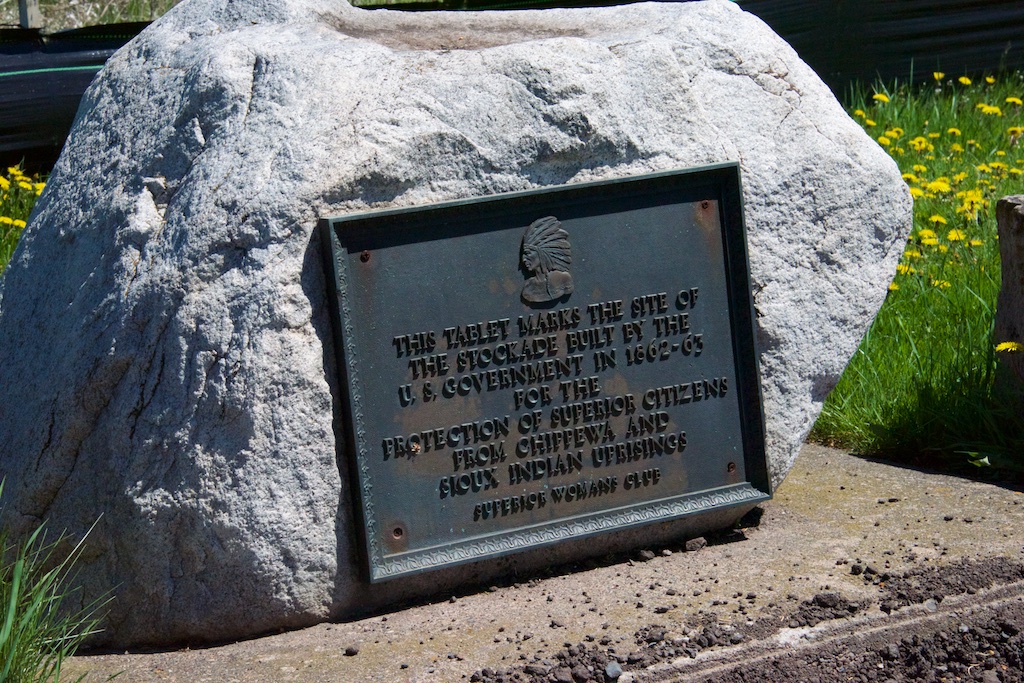 THIS TABLET MARKS THE SITE OF
THE STOCKADE BUILT BY THE
U. S. GOVERNMENT IN 1862-63
FOR THE
PROTECTION OF SUPERIOR CITIZENS
FROM CHIPPEWA AND
SIOUX INDIAN UPRISINGS
SUPERIOR WOMANS CLUB